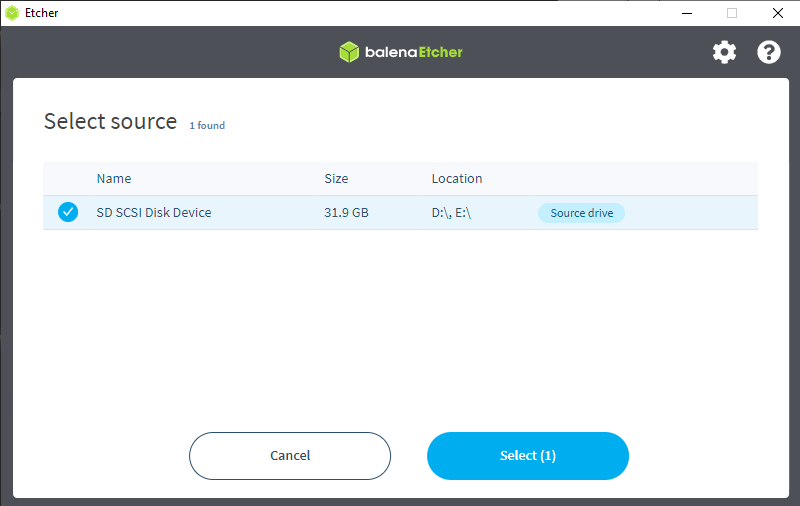 Etcher
balenaEtcher
Select source 1 found
Name Size Location
SD SCSI Disk Device 31.9 GB D:\, E:\ Source drive
Cancel Select (1)